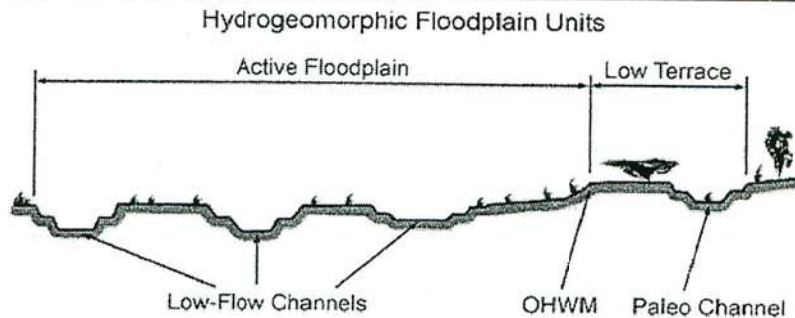 Hydrogeomorphic Floodplain Units
Active Floodplain
Low Terrace
Low-Flow Channels
OHWM
Paleo Channel